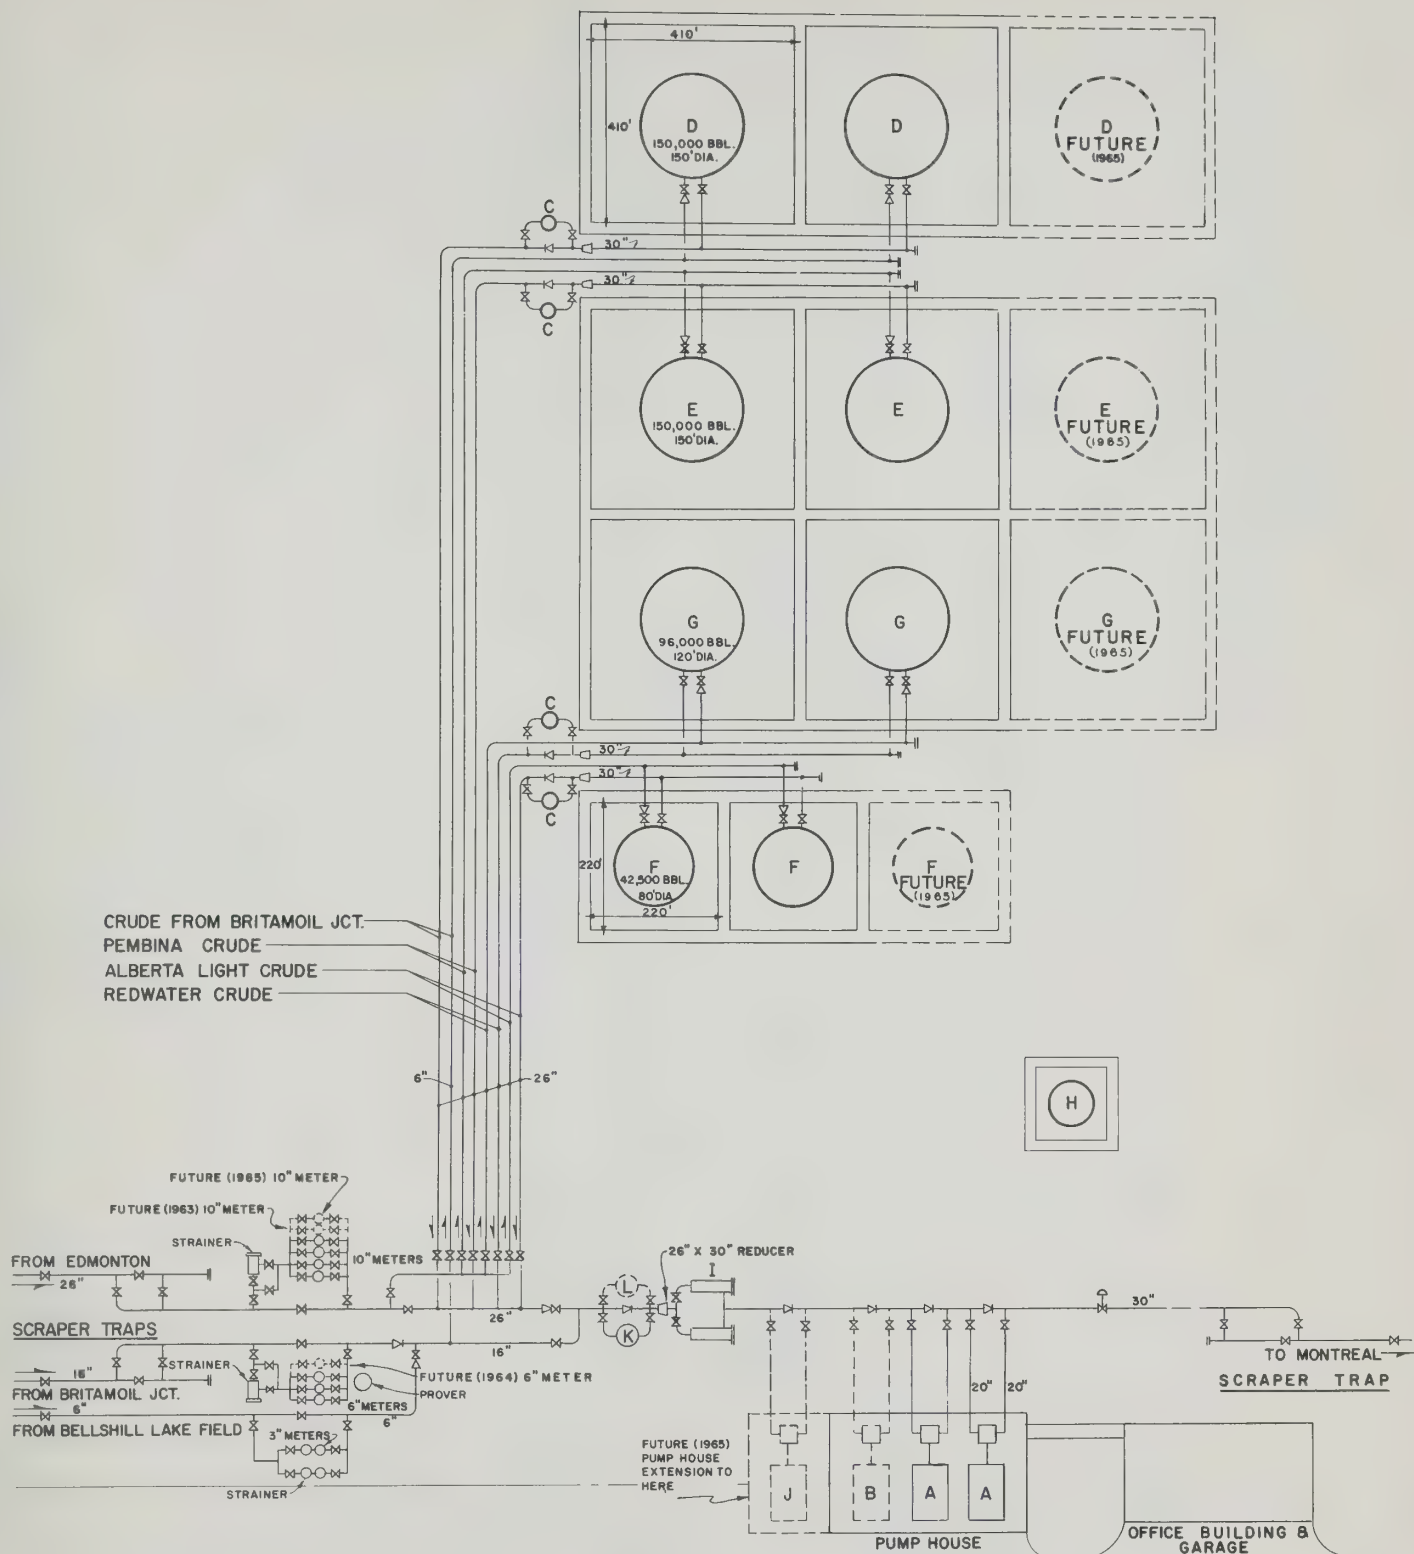 410'
410'
D
150,000 BBL.
150'DIA.
D
D
FUTURE
(1965)
C
30"
30"
C
E
150,000 BBL.
150'DIA.
E
E
FUTURE
(1965)
G
96,000 BBL.
120'DIA.
G
G
FUTURE
(1965)
C
30"
30"
C
220'
F
42,500 BBL.
80'DIA.
220'
F
F
FUTURE
(1965)
CRUDE FROM BRITAMOIL JCT.
PEMBINA CRUDE
ALBERTA LIGHT CRUDE
REDWATER CRUDE
6"
26"
H
FUTURE (1965) 10" METER
FUTURE (1963) 10" METER
STRAINER
10" METERS
FROM EDMONTON
26"
26" X 30" REDUCER
I
L
K
26"
30"
SCRAPER TRAPS
16"
16"
STRAINER
FROM BRITAMOIL JCT.
6"
FUTURE (1964) 6" METER
PROVER
6" METERS
6"
FROM BELLSHILL LAKE FIELD
3" METERS
STRAINER
TO MONTREAL
SCRAPER TRAP
20"
20"
FUTURE (1965)
PUMP HOUSE
EXTENSION TO
HERE
J
B
A
A
PUMP HOUSE
OFFICE BUILDING &
GARAGE